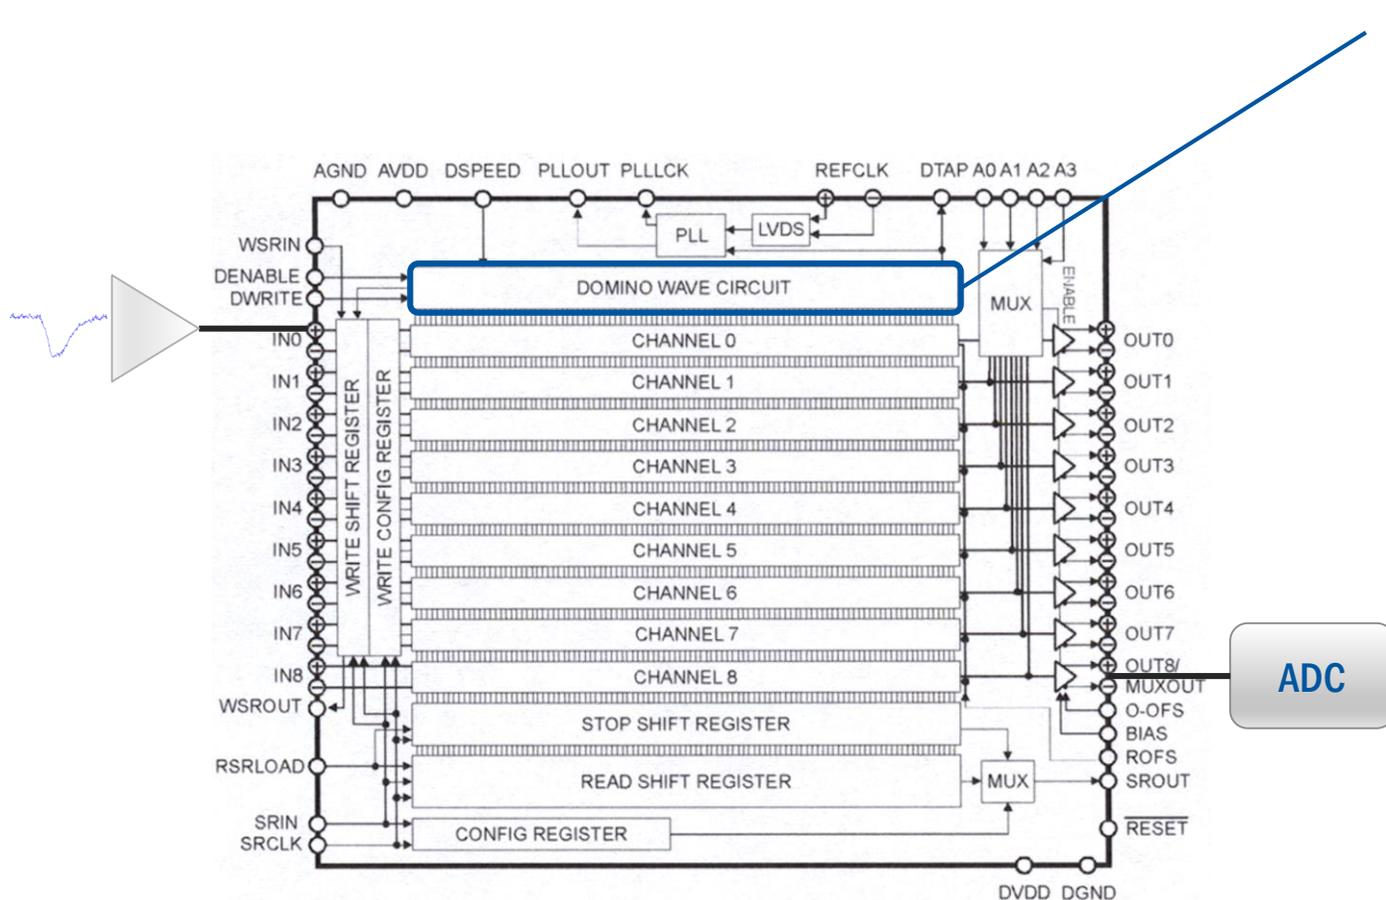 AGND AVDD DSPEED PLLOUT PLLLCK REFCLK DTAP A0 A1 A2 A3
PLL
LVDS
WSRIN
DENABLE
DWRITE
DOMINO WAVE CIRCUIT
MUX
ENABLE
IN0
CHANNEL 0
OUT0
IN1
CHANNEL 1
OUT1
IN2
CHANNEL 2
OUT2
IN3
CHANNEL 3
OUT3
IN4
CHANNEL 4
OUT4
IN5
CHANNEL 5
OUT5
IN6
CHANNEL 6
OUT6
IN7
CHANNEL 7
OUT7
IN8
CHANNEL 8
OUT8/
MUXOUT
WRITE SHIFT REGISTER
WRITE CONFIG REGISTER
ADC
WSROUT
STOP SHIFT REGISTER
O-OFS
BIAS
ROFS
RSRLOAD
READ SHIFT REGISTER
MUX
SROUT
SRIN
SRCLK
CONFIG REGISTER
RESET
DVDD DGND